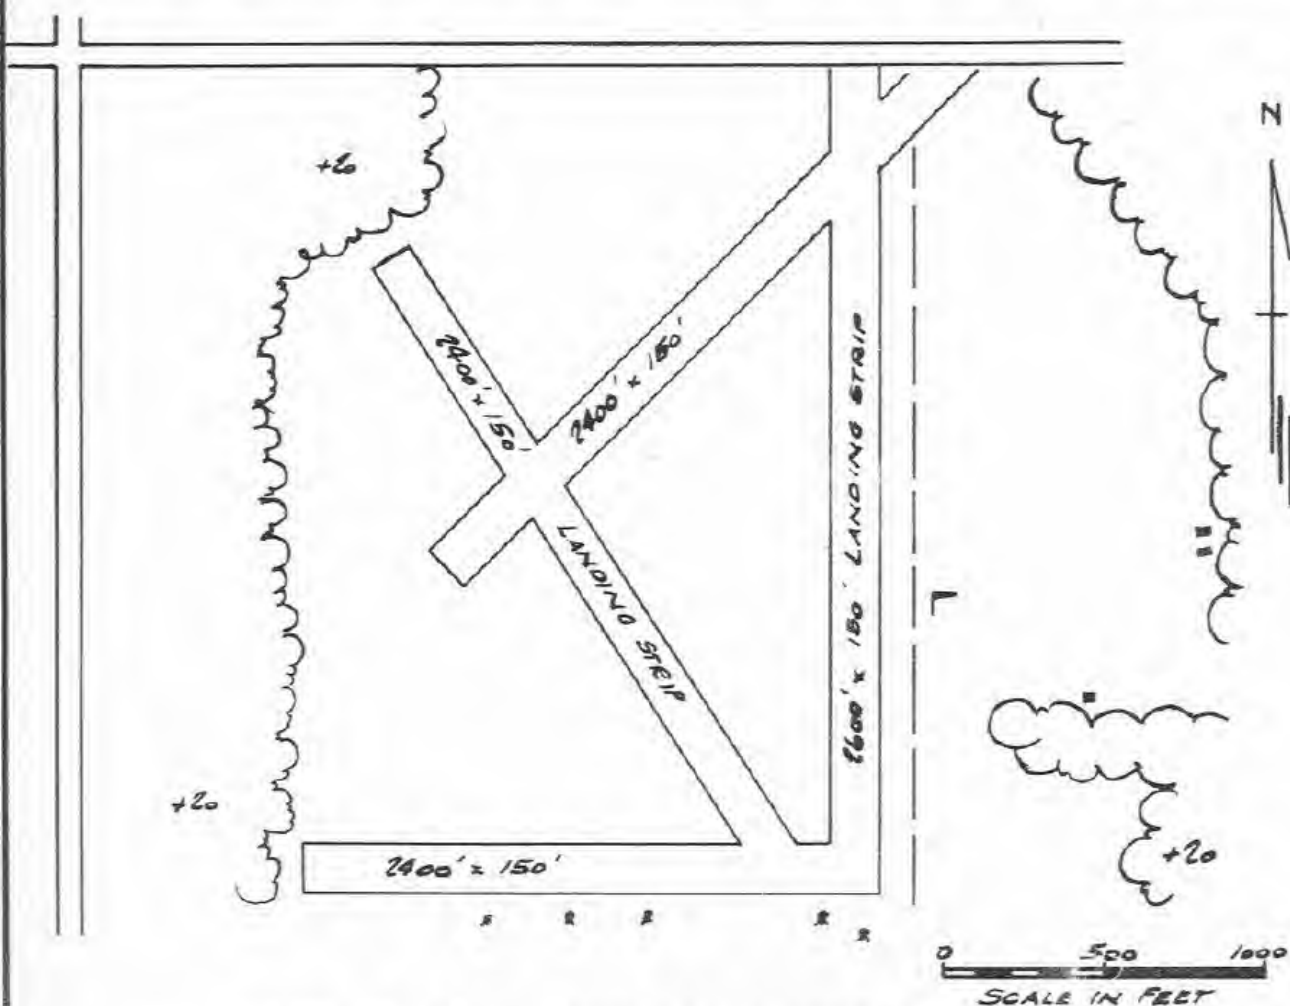 N
+20
2400' x 150'
2400' x 150'
LANDING STRIP
2600' x 150' LANDING STRIP
+20
+20
2400' x 150'
0 500 1000
SCALE IN FEET